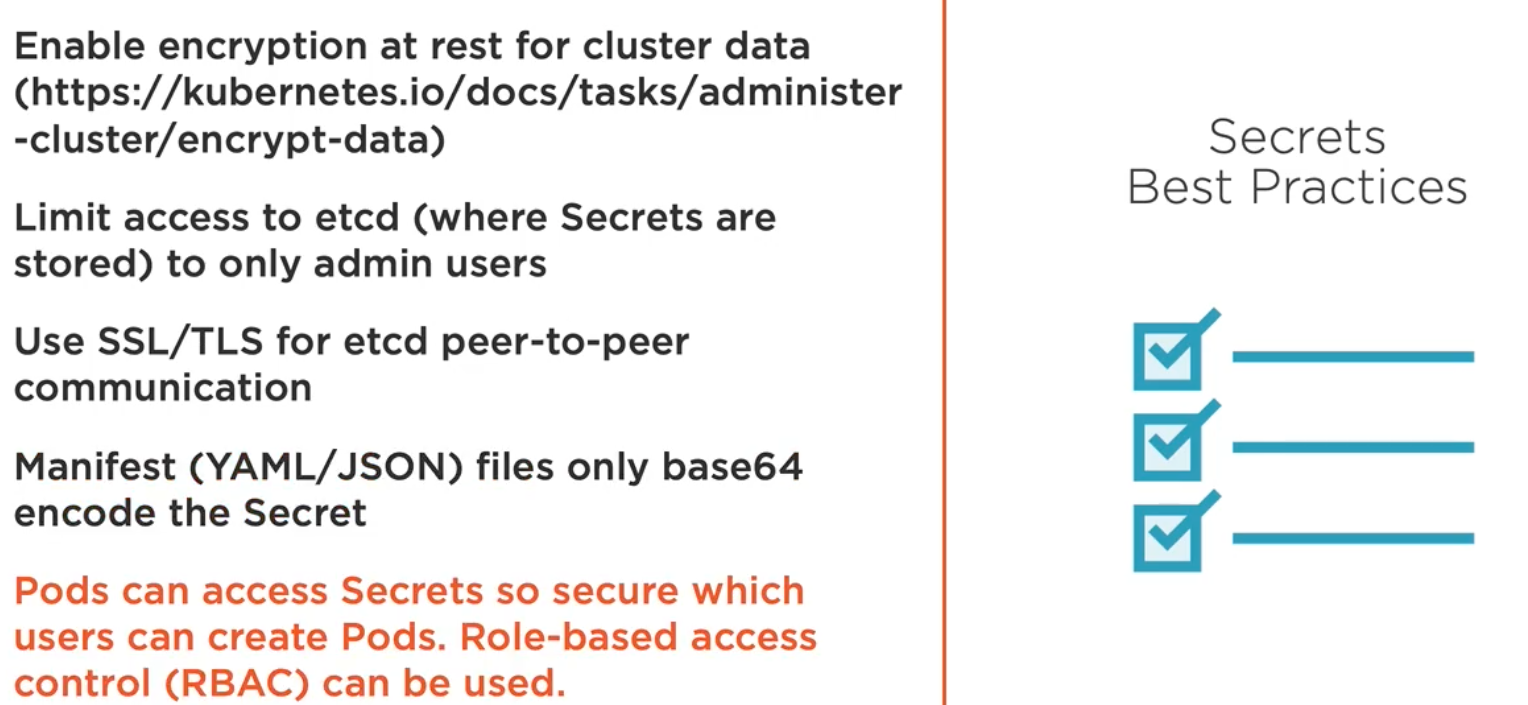 Enable encryption at rest for cluster data
(https://kubernetes.io/docs/tasks/administer
-cluster/encrypt-data)
Limit access to etcd (where Secrets are
stored) to only admin users
Use SSL/TLS for etcd peer-to-peer
communication
Manifest (YAML/JSON) files only base64
encode the Secret
Pods can access Secrets so secure which
users can create Pods. Role-based access
control (RBAC) can be used.
Secrets
Best Practices